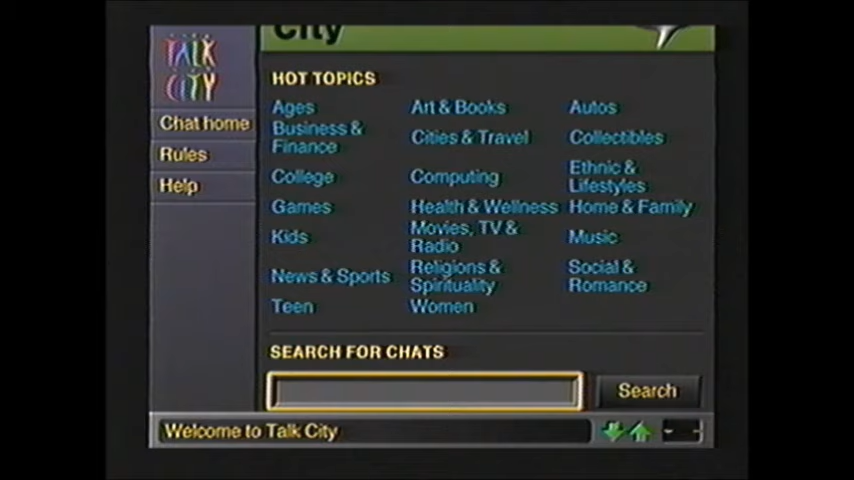 City
TALK
CITY
Chat home
Rules
Help
HOT TOPICS
Ages
Art & Books
Autos
Business &
Finance
Cities & Travel
Collectibles
College
Computing
Ethnic &
Lifestyles
Games
Health & Wellness
Home & Family
Kids
Movies, TV &
Radio
Music
News & Sports
Religions &
Spirituality
Social &
Romance
Teen
Women
SEARCH FOR CHATS
Search
Welcome to Talk City